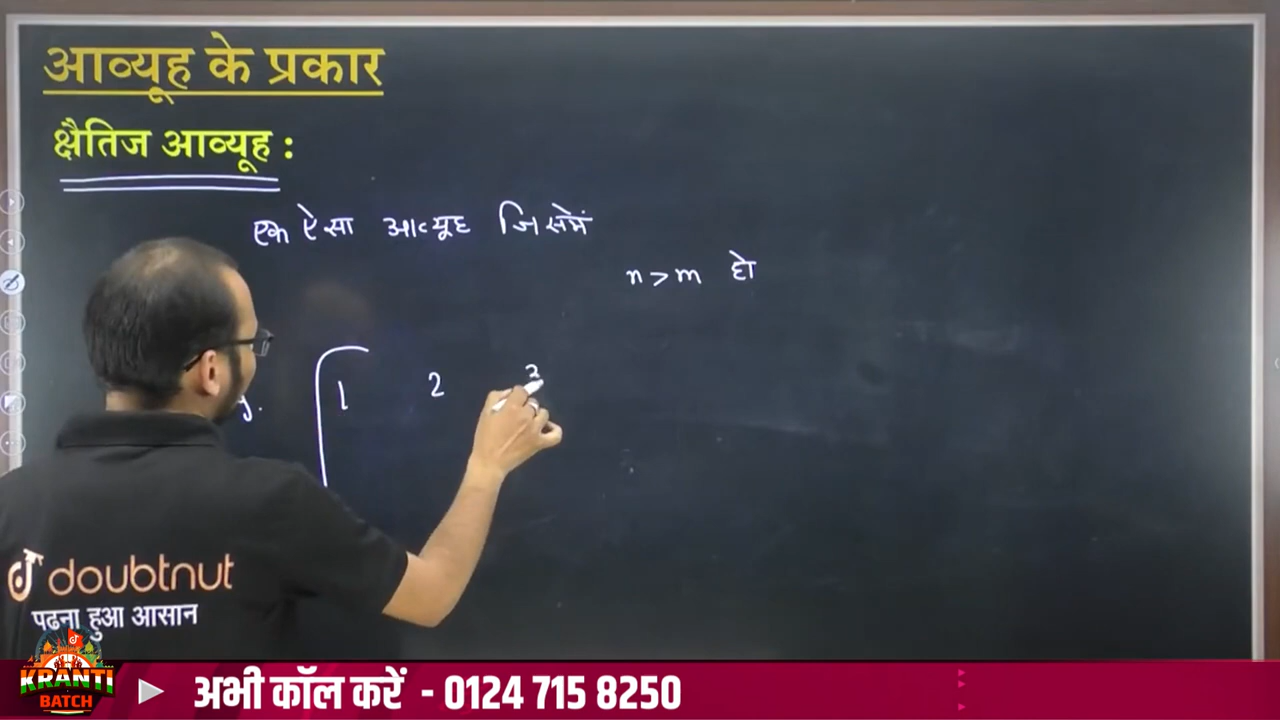 आव्यूह के प्रकार
क्षैतिज आव्यूह :
एक ऐसा आव्यूह जिसमें
n > m हो
1 2 3
doubtnut
पढ़ना हुआ आसान
KRANTI
BATCH
अभी कॉल करें - 0124 715 8250